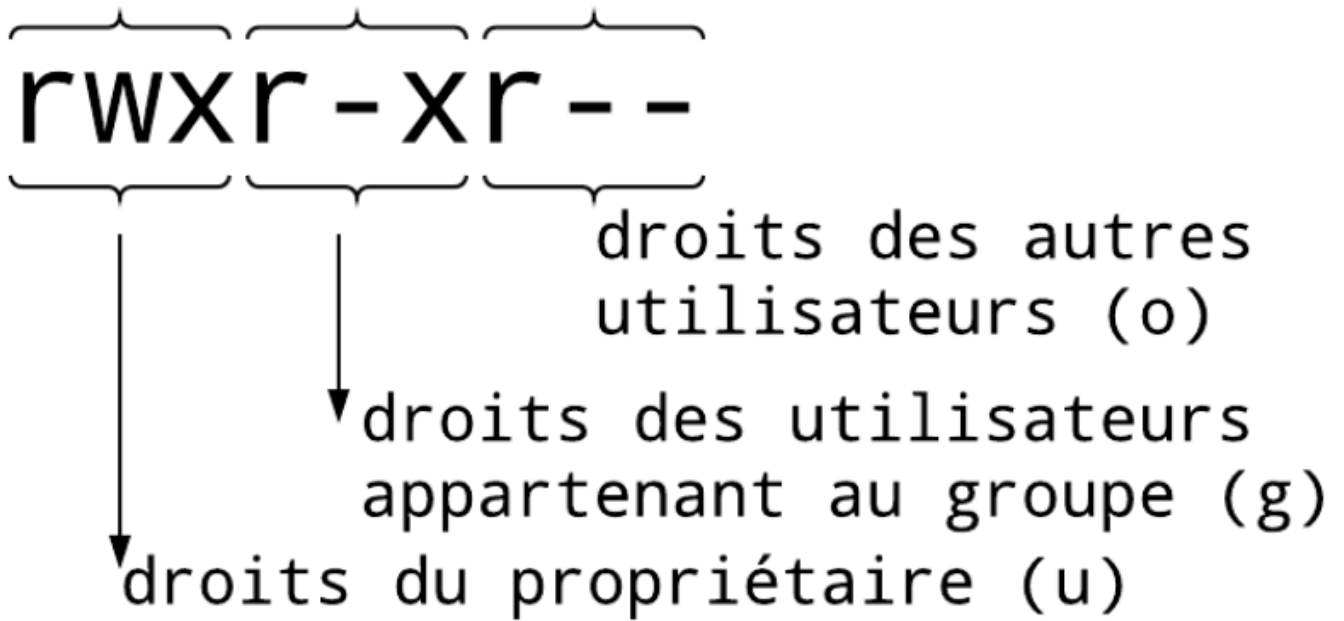 rwxr-xr--
droits des autres
utilisateurs (o)
droits des utilisateurs
appartenant au groupe (g)
droits du propriétaire (u)